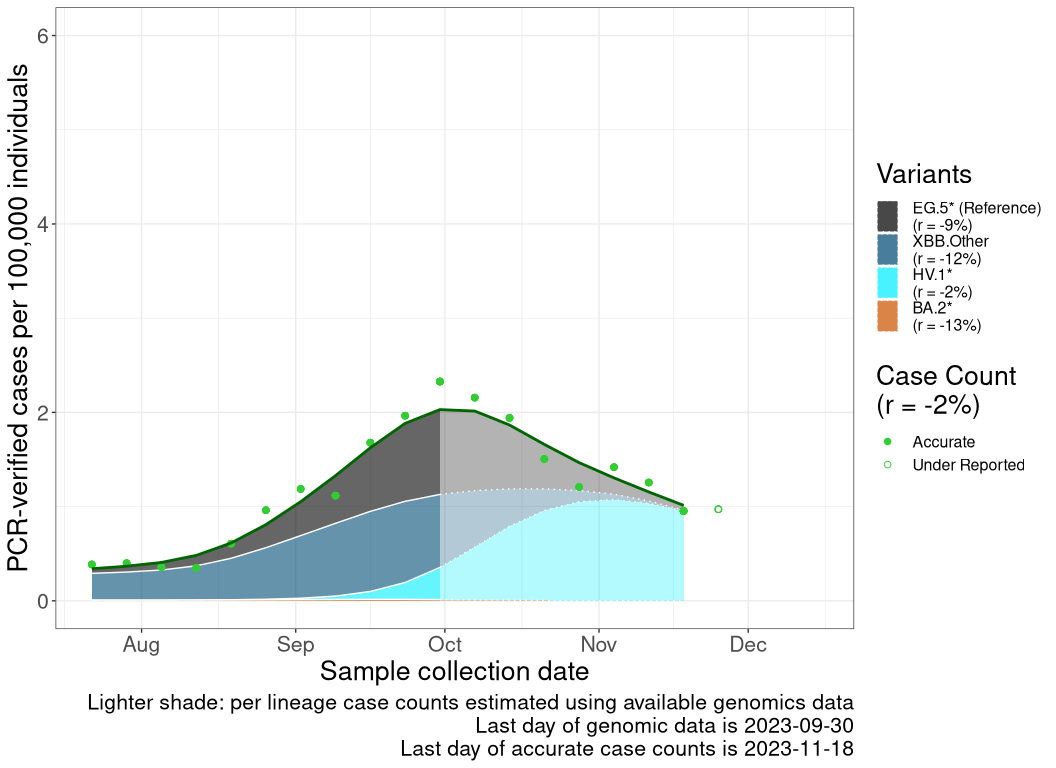 PCR-verified cases per 100,000 individuals
6
4
2
0
Aug Sep Oct Nov Dec
Sample collection date
Variants
EG.5* (Reference)
(r = -9%)
XBB.Other
(r = -12%)
HV.1*
(r = -2%)
BA.2*
(r = -13%)
Case Count
(r = -2%)
Accurate
Under Reported
Lighter shade: per lineage case counts estimated using available genomics data
Last day of genomic data is 2023-09-30
Last day of accurate case counts is 2023-11-18